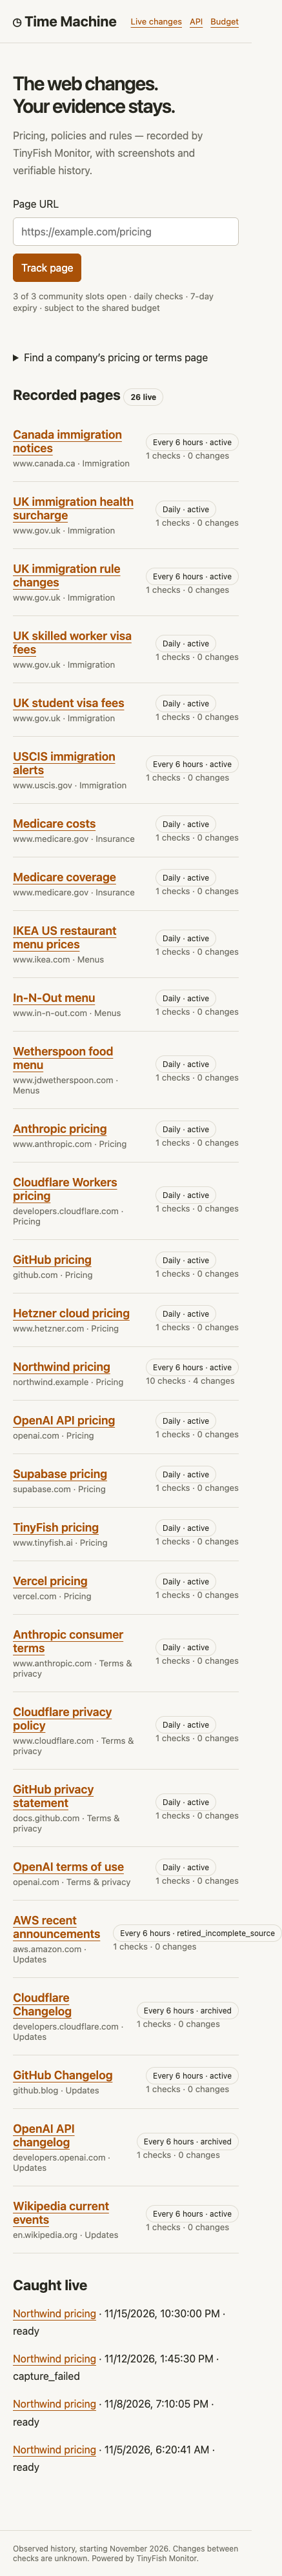 ◷ Time Machine Live changes API Budget
The web changes.
Your evidence stays.
Pricing, policies and rules — recorded by
TinyFish Monitor, with screenshots and
verifiable history.
Page URL
https://example.com/pricing
Track page
3 of 3 community slots open · daily checks · 7-day
expiry · subject to the shared budget
▶ Find a company's pricing or terms page
Recorded pages 26 live
Canada immigration
notices
www.canada.ca · Immigration
Every 6 hours · active
1 checks · 0 changes
UK immigration health
surcharge
www.gov.uk · Immigration
Daily · active
1 checks · 0 changes
UK immigration rule
changes
www.gov.uk · Immigration
Every 6 hours · active
1 checks · 0 changes
UK skilled worker visa
fees
www.gov.uk · Immigration
Daily · active
1 checks · 0 changes
UK student visa fees
www.gov.uk · Immigration
Daily · active
1 checks · 0 changes
USCIS immigration
alerts
www.uscis.gov · Immigration
Every 6 hours · active
1 checks · 0 changes
Medicare costs
www.medicare.gov · Insurance
Daily · active
1 checks · 0 changes
Medicare coverage
www.medicare.gov · Insurance
Daily · active
1 checks · 0 changes
IKEA US restaurant
menu prices
www.ikea.com · Menus
Daily · active
1 checks · 0 changes
In-N-Out menu
www.in-n-out.com · Menus
Daily · active
1 checks · 0 changes
Wetherspoon food
menu
www.jdwetherspoon.com ·
Menus
Daily · active
1 checks · 0 changes
Anthropic pricing
www.anthropic.com · Pricing
Daily · active
1 checks · 0 changes
Cloudflare Workers
pricing
developers.cloudflare.com ·
Pricing
Daily · active
1 checks · 0 changes
GitHub pricing
github.com · Pricing
Daily · active
1 checks · 0 changes
Hetzner cloud pricing
www.hetzner.com · Pricing
Daily · active
1 checks · 0 changes
Northwind pricing
northwind.example · Pricing
Every 6 hours · active
10 checks · 4 changes
OpenAI API pricing
openai.com · Pricing
Daily · active
1 checks · 0 changes
Supabase pricing
supabase.com · Pricing
Daily · active
1 checks · 0 changes
TinyFish pricing
www.tinyfish.ai · Pricing
Daily · active
1 checks · 0 changes
Vercel pricing
vercel.com · Pricing
Daily · active
1 checks · 0 changes
Anthropic consumer
terms
www.anthropic.com · Terms &
privacy
Daily · active
1 checks · 0 changes
Cloudflare privacy
policy
www.cloudflare.com · Terms &
privacy
Daily · active
1 checks · 0 changes
GitHub privacy
statement
docs.github.com · Terms &
privacy
Daily · active
1 checks · 0 changes
OpenAI terms of use
openai.com · Terms & privacy
Daily · active
1 checks · 0 changes
AWS recent
announcements
aws.amazon.com ·
Updates
Every 6 hours · retired_incomplete_source
1 checks · 0 changes
Cloudflare
Changelog
developers.cloudflare.com ·
Updates
Every 6 hours · archived
1 checks · 0 changes
GitHub Changelog
github.blog · Updates
Every 6 hours · active
1 checks · 0 changes
OpenAI API
changelog
developers.openai.com ·
Updates
Every 6 hours · archived
1 checks · 0 changes
Wikipedia current
events
en.wikipedia.org · Updates
Every 6 hours · active
1 checks · 0 changes
Caught live
Northwind pricing · 11/15/2026, 10:30:00 PM ·
ready
Northwind pricing · 11/12/2026, 1:45:30 PM ·
capture_failed
Northwind pricing · 11/8/2026, 7:10:05 PM ·
ready
Northwind pricing · 11/5/2026, 6:20:41 AM ·
ready
Observed history, starting November 2026. Changes between
checks are unknown. Powered by TinyFish Monitor.